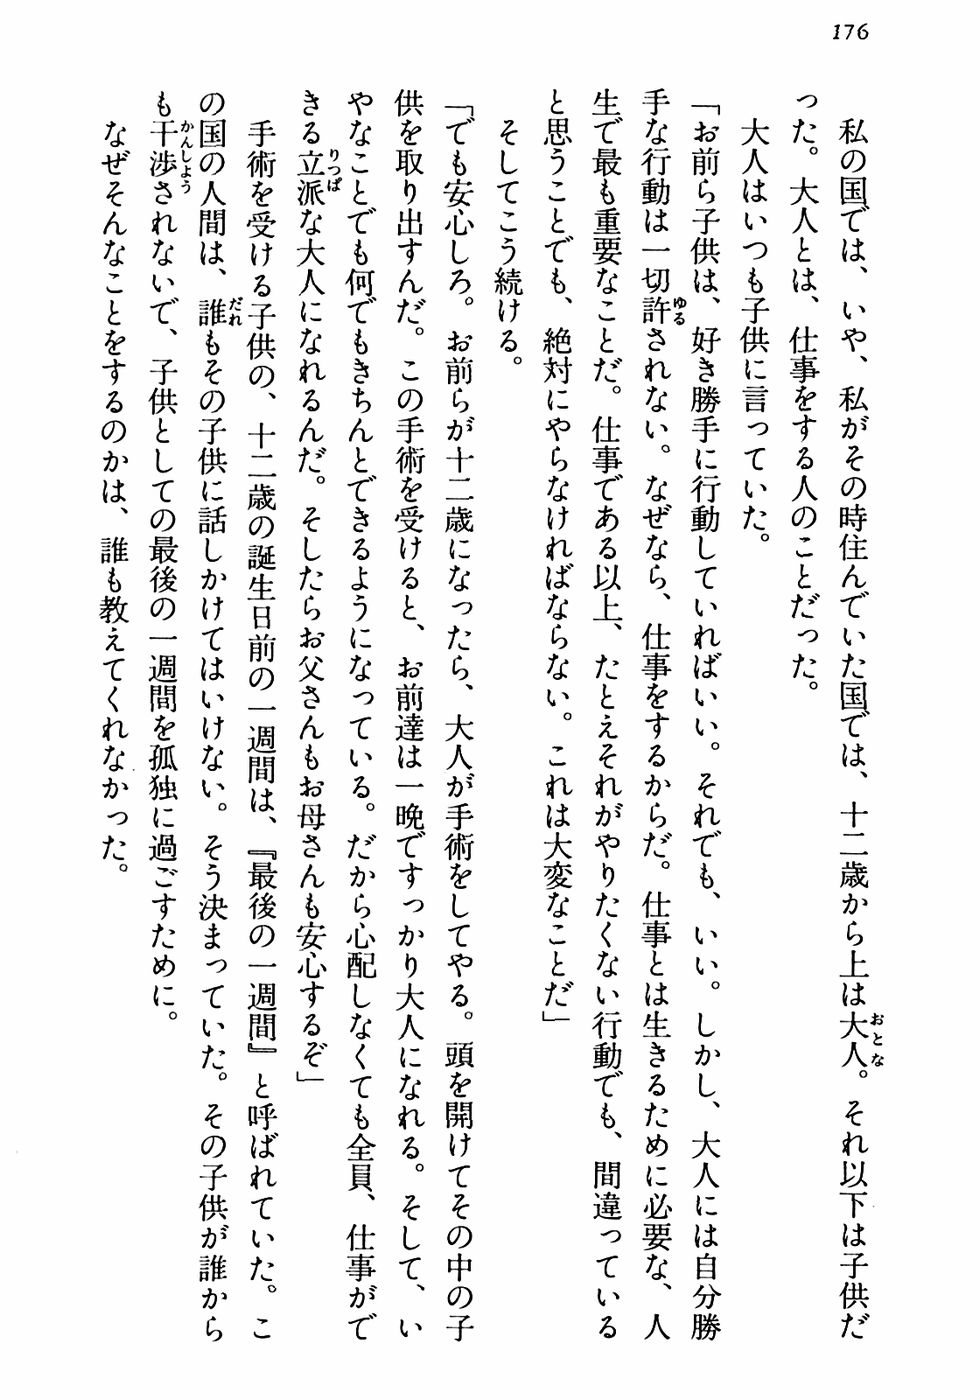 176
私の国では、いや、私がその時住んでいた国では、十二歳から上は大人。それ以下は子供だ
った。大人とは、仕事をする人のことだった。
大人はいつも子供に言っていた。
「お前ら子供は、好き勝手に行動していればいい。それでも、いい。しかし、大人には自分勝
手な行動は一切許されない。なぜなら、仕事をするからだ。仕事とは生きるために必要な、人
生で最も重要なことだ。仕事である以上、たとえそれがやりたくない行動でも、間違っている
と思うことでも、絶対にやらなければならない。これは大変なことだ」
そしてこう続ける。
「でも安心しろ。お前らが十二歳になったら、大人が手術をしてやる。頭を開けてその中の子
供を取り出すんだ。この手術を受けると、お前達は一晩ですっかり大人になれる。そして、い
やなことでも何でもきちんとできるようになっている。だから心配しなくても全員、仕事がで
きる立派な大人になれるんだ。そしたらお父さんもお母さんも安心するぞ」
手術を受ける子供の、十二歳の誕生日前の一週間は、『最後の一週間』と呼ばれていた。こ
の国の人間は、誰もその子供に話しかけてはいけない。そう決まっていた。その子供が誰から
も干渉されないで、子供としての最後の一週間を孤独に過ごすために。
なぜそんなことをするのかは、誰も教えてくれなかった。